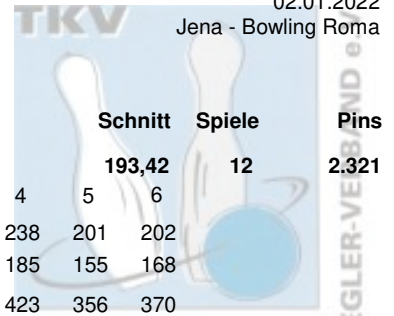 02.01.2022
TKV
Jena - Bowling Roma
Schnitt Spiele Pins
193,42 12 2.321
4 5 6
238 201 202
185 155 168
423 356 370
EGLER-VERBAND e.V